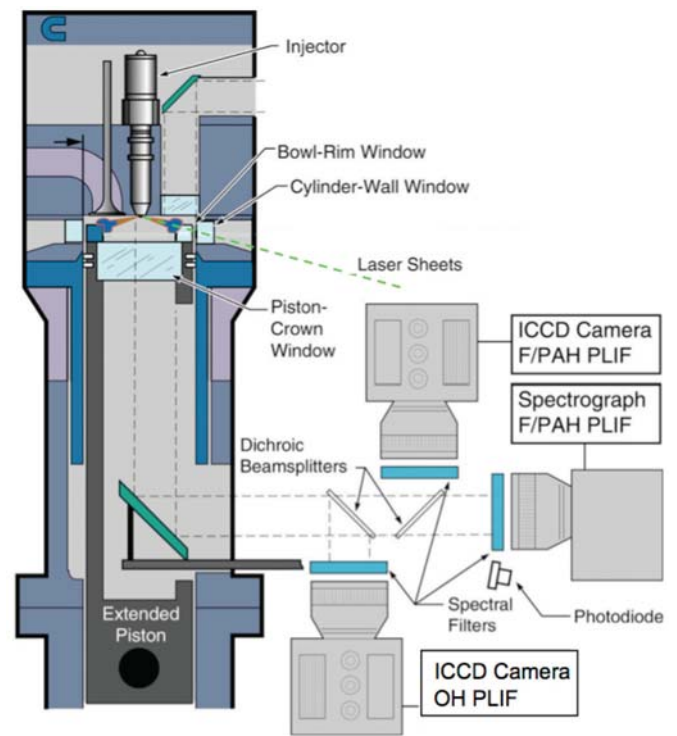 Injector
Bowl-Rim Window
Cylinder-Wall Window
Laser Sheets
Piston-
Crown
Window
ICCD Camera
F/PAH PLIF
Spectrograph
F/PAH PLIF
Dichroic
Beamsplitters
Extended
Piston
Spectral
Filters
Photodiode
ICCD Camera
OH PLIF